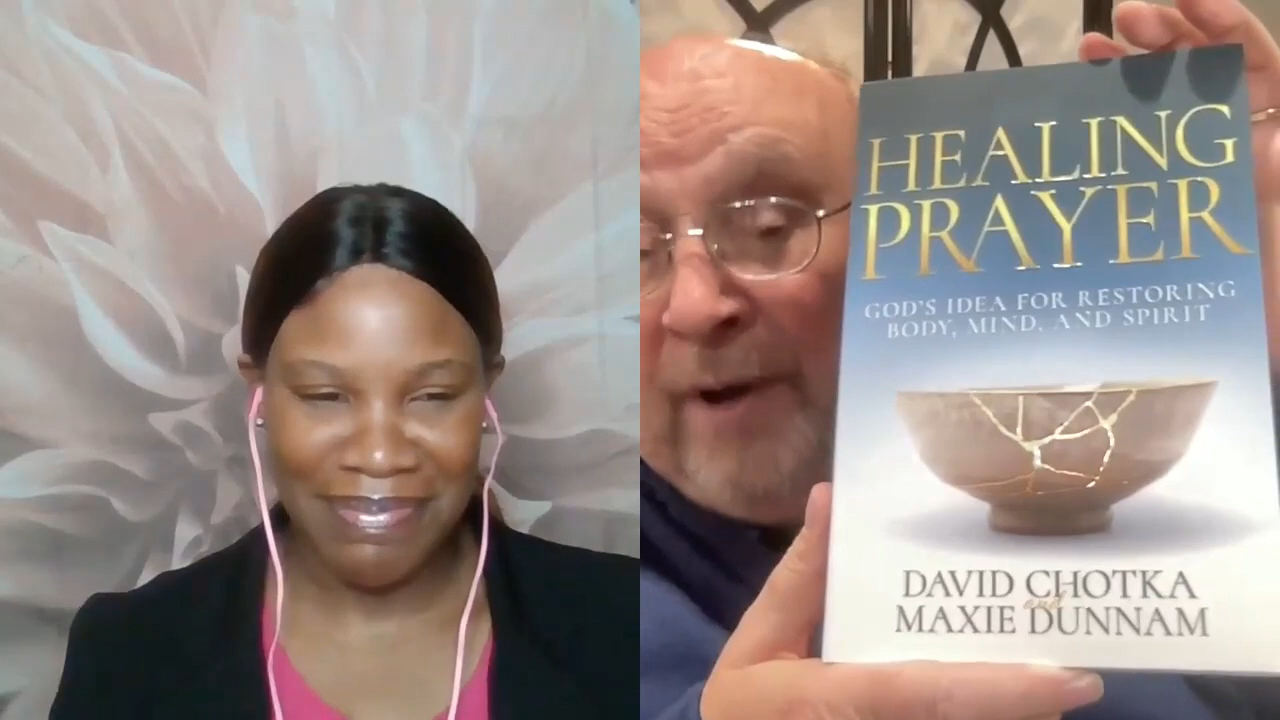 HEALING
PRAYER
GOD'S IDEA FOR RESTORING
BODY, MIND, AND SPIRIT
DAVID CHOTKA
and
MAXIE DUNNAM